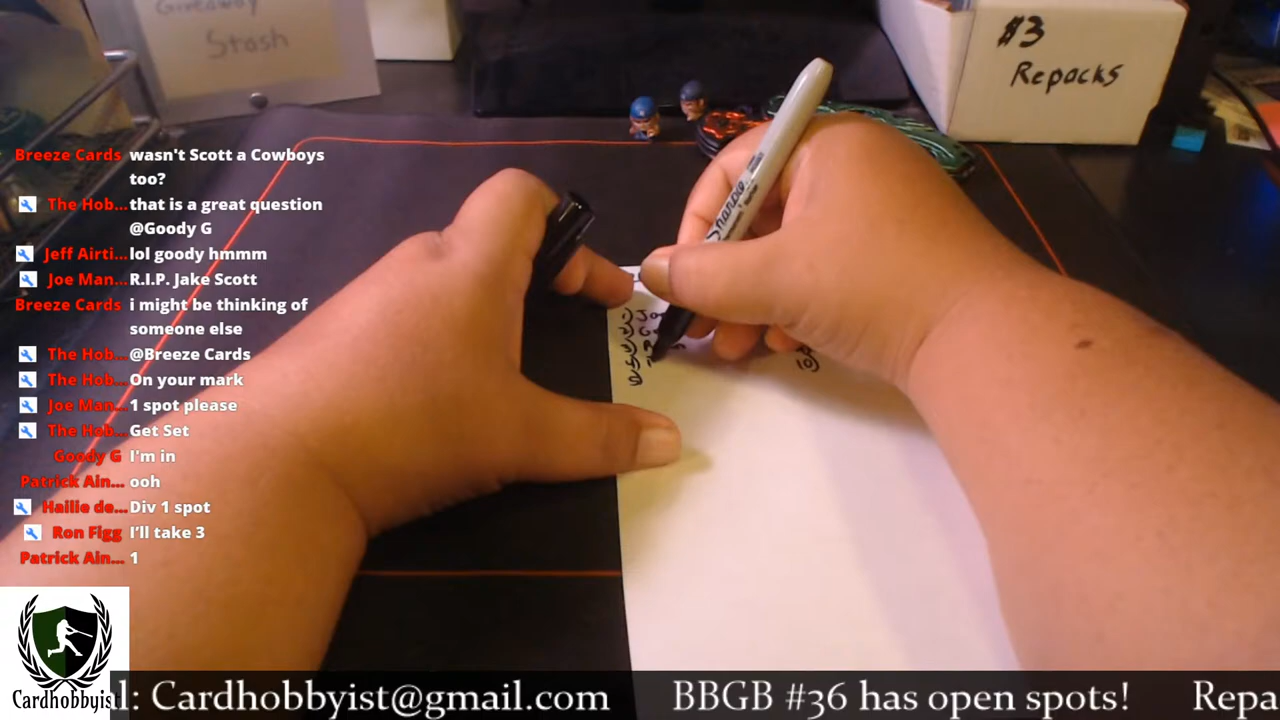 Giveaway
Stash
$3
Repacks
Sharpie
Breeze Cards wasn't Scott a Cowboys
too?
The Hob... that is a great question
@Goody G
Jeff Airti... lol goody hmmm
Joe Man... R.I.P. Jake Scott
Breeze Cards i might be thinking of
someone else
The Hob... @Breeze Cards
The Hob... On your mark
Joe Man... 1 spot please
The Hob... Get Set
Goody G I'm in
Patrick Ain... ooh
Hailie de... Div 1 spot
Ron Figg I'll take 3
Patrick Ain... 1
Cardhobbyist
l: Cardhobbyist@gmail.com BBGB #36 has open spots! Repa